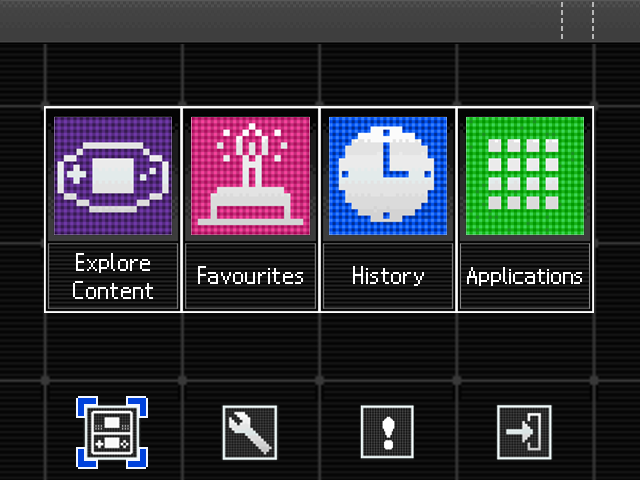 Explore
Content
Favourites
History
Applications